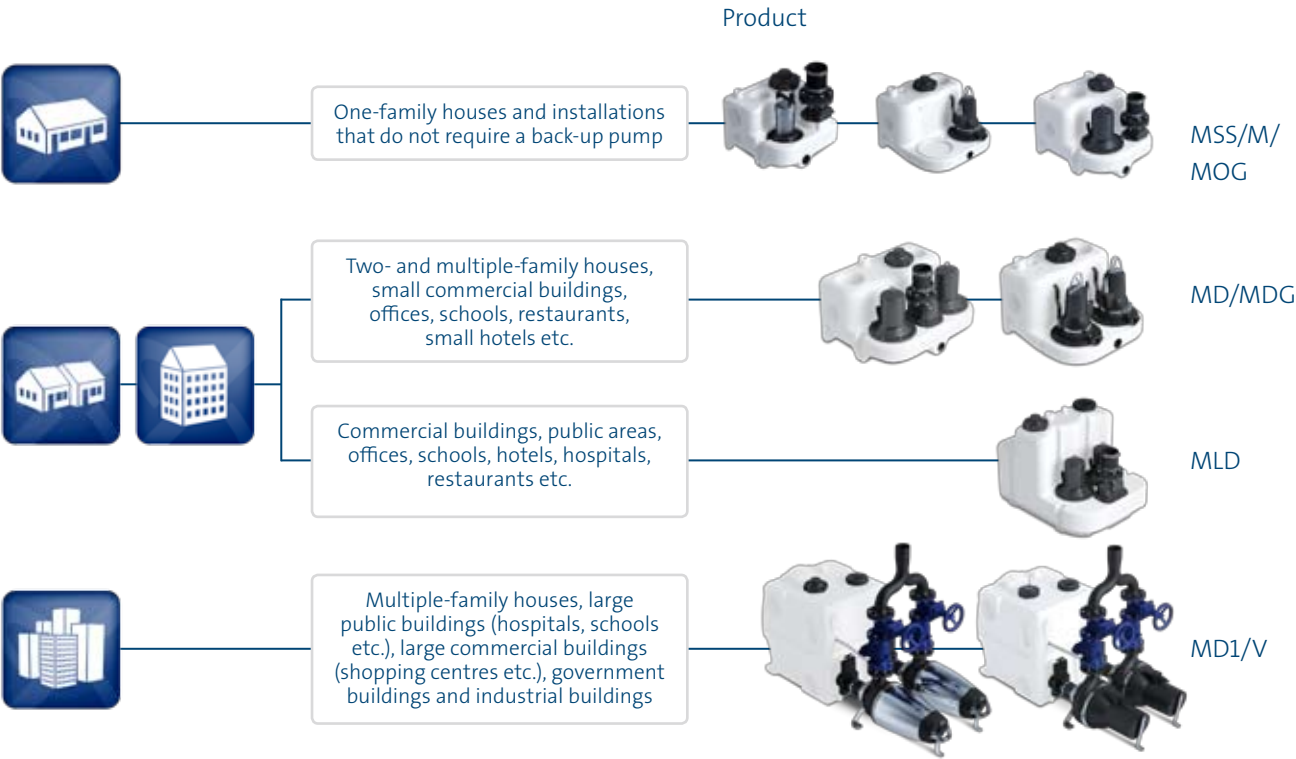 Product
One-family houses and installations
that do not require a back-up pump
MSS/M/
MOG
Two- and multiple-family houses,
small commercial buildings,
offices, schools, restaurants,
small hotels etc.
MD/MDG
Commercial buildings, public areas,
offices, schools, hotels, hospitals,
restaurants etc.
MLD
Multiple-family houses, large
public buildings (hospitals, schools
etc.), large commercial buildings
(shopping centres etc.), government
buildings and industrial buildings
MD1/V